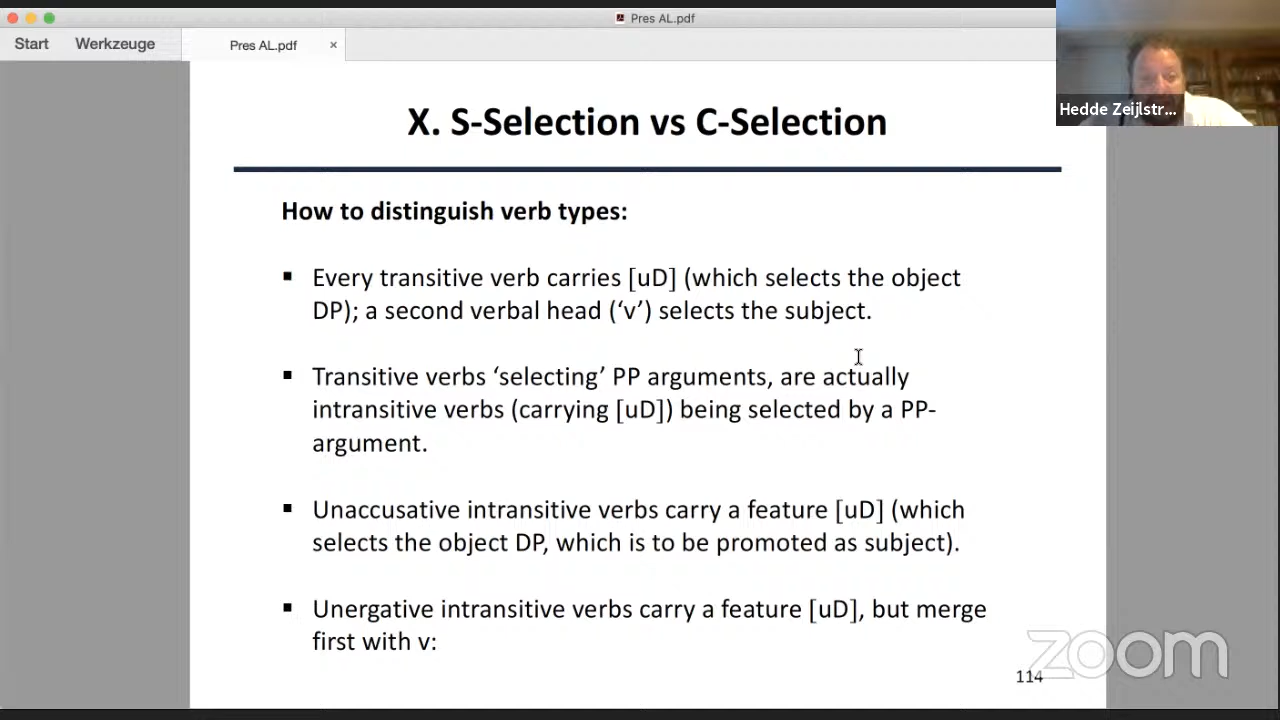 Pres AL.pdf
Start Werkzeuge Pres AL.pdf ×
Hedde Zeijlstr...
X. S-Selection vs C-Selection
How to distinguish verb types:
▪ Every transitive verb carries [uD] (which selects the object
DP); a second verbal head (‘v’) selects the subject.
▪ Transitive verbs ‘selecting’ PP arguments, are actually
intransitive verbs (carrying [uD]) being selected by a PP-
argument.
▪ Unaccusative intransitive verbs carry a feature [uD] (which
selects the object DP, which is to be promoted as subject).
▪ Unergative intransitive verbs carry a feature [uD], but merge
first with v:
zoom
114